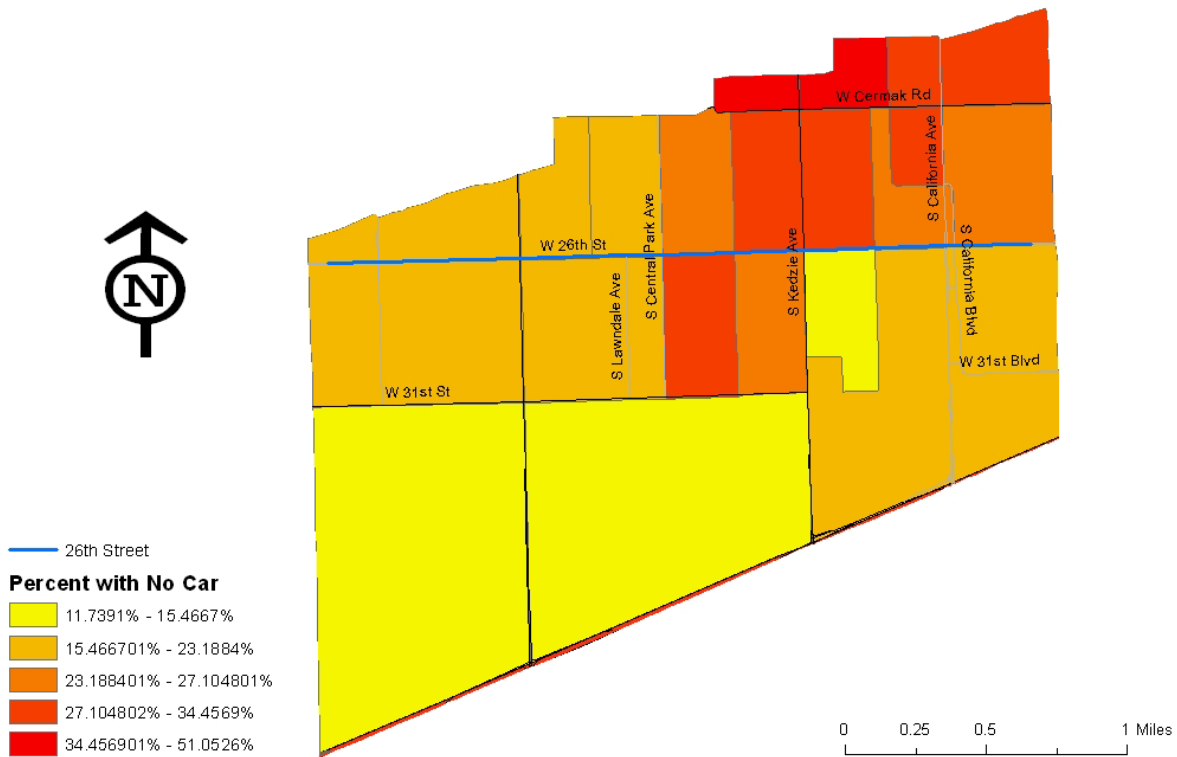 W Cermak Rd
S California Ave
S Central Park Ave
W 26th St
S Kedzie Ave
S California Blvd
S Lawndale Ave
W 31st Blvd
W 31st St
N
26th Street
Percent with No Car
11.7391% - 15.4667%
15.466701% - 23.1884%
23.188401% - 27.104801%
27.104802% - 34.4569%
34.456901% - 51.0526%
0 0.25 0.5 1 Miles